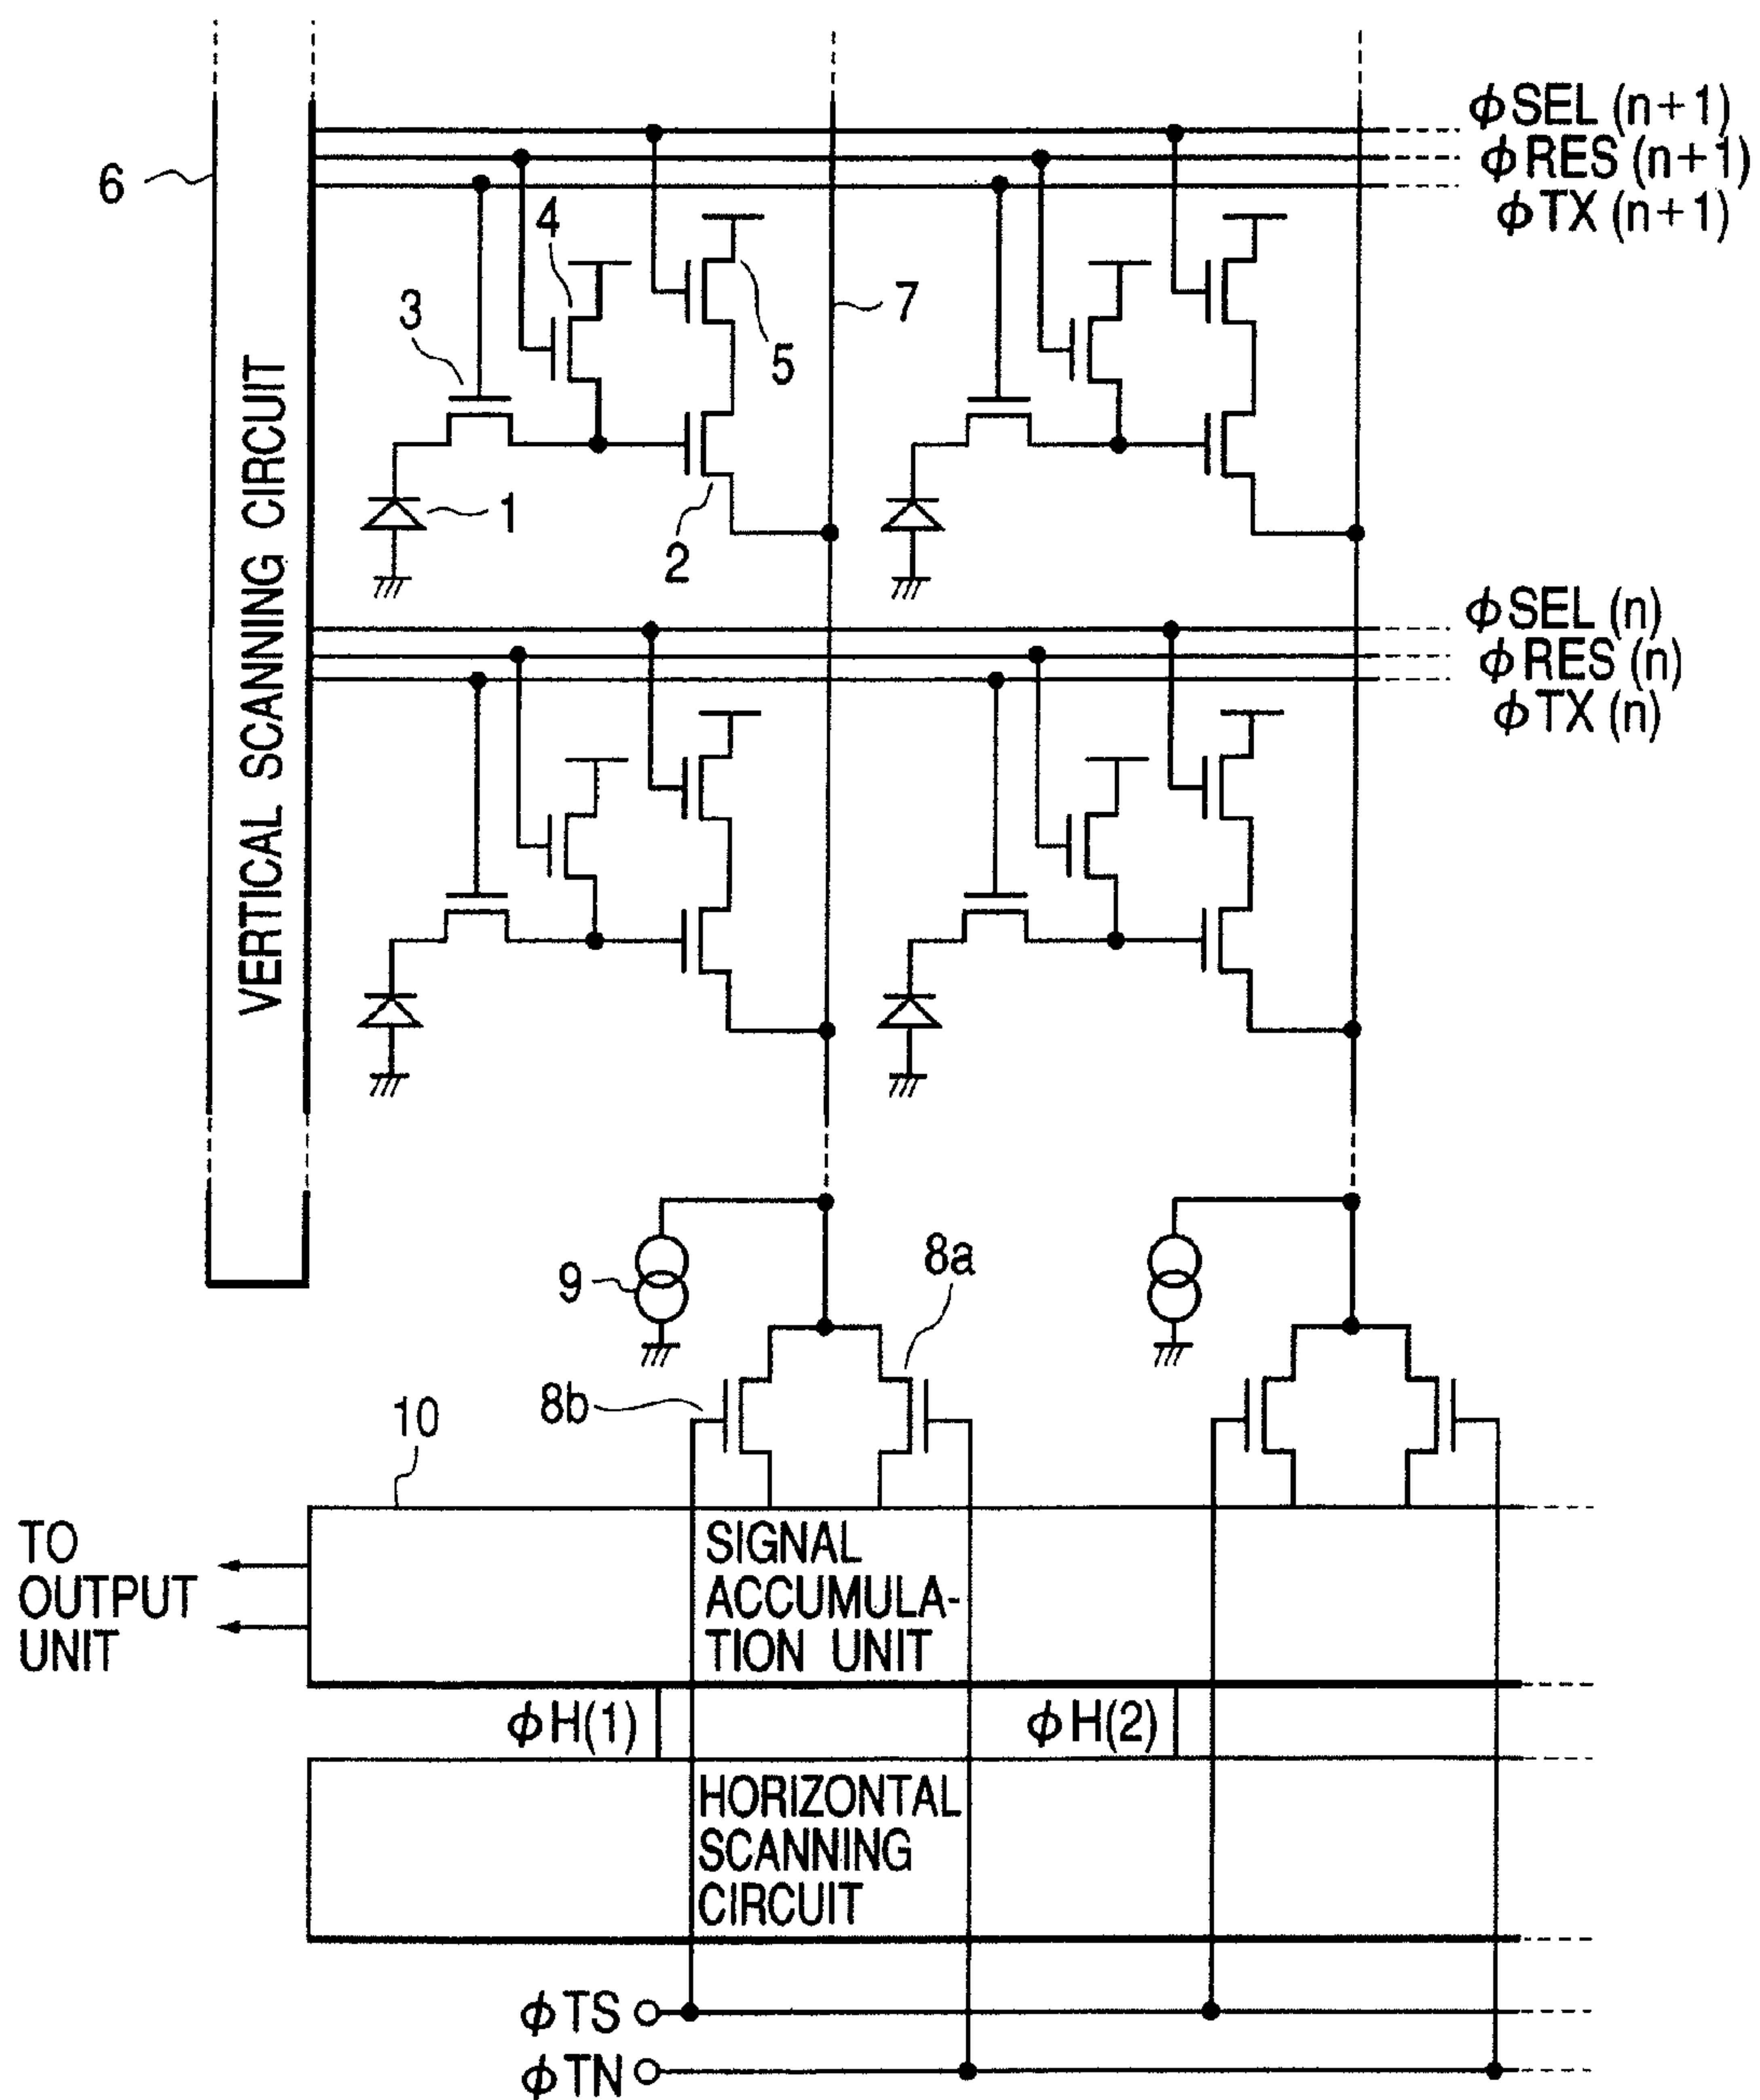 φSEL (n+1)
φRES (n+1)
φTX (n+1)
6
4
3
7
5
1
2
VERTICAL SCANNING CIRCUIT
φSEL (n)
φRES (n)
φTX (n)
9
8a
8b
10
TO
OUTPUT
UNIT
SIGNAL
ACCUMULA-
TION UNIT
φH(1)
φH(2)
HORIZONTAL
SCANNING
CIRCUIT
φTS
φTN